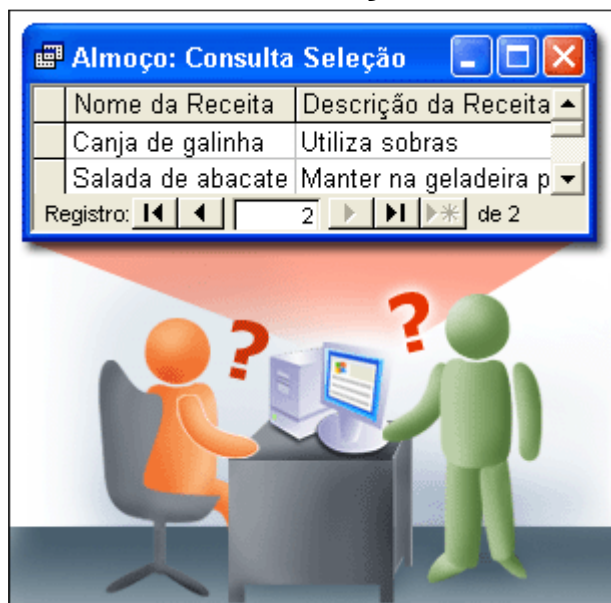 Almoço: Consulta Seleção
Nome da Receita Descrição da Receita
Canja de galinha Utiliza sobras
Salada de abacate Manter na geladeira p
Registro: 2 de 2
? ?